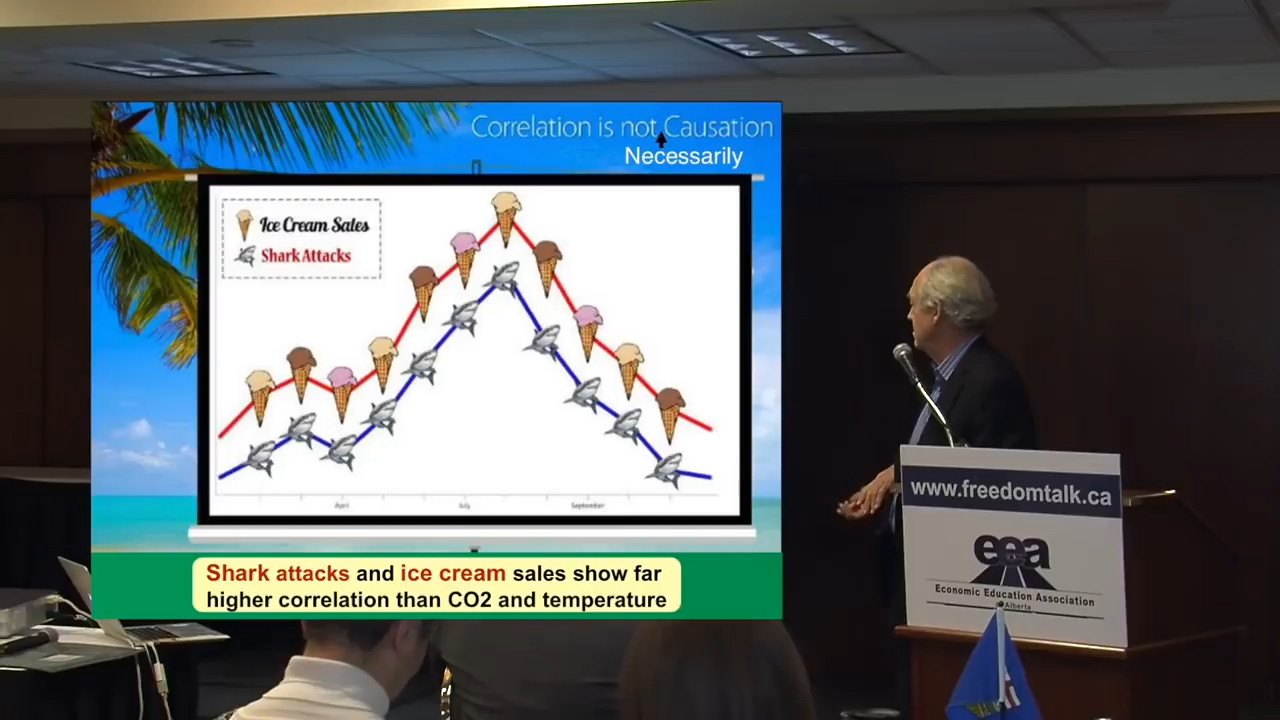 Correlation is not Causation
Necessarily
Ice Cream Sales
Shark Attacks
April
July
September
Shark attacks and ice cream sales show far
higher correlation than CO2 and temperature
www.freedomtalk.ca
eea
Economic Education Association
of Alberta